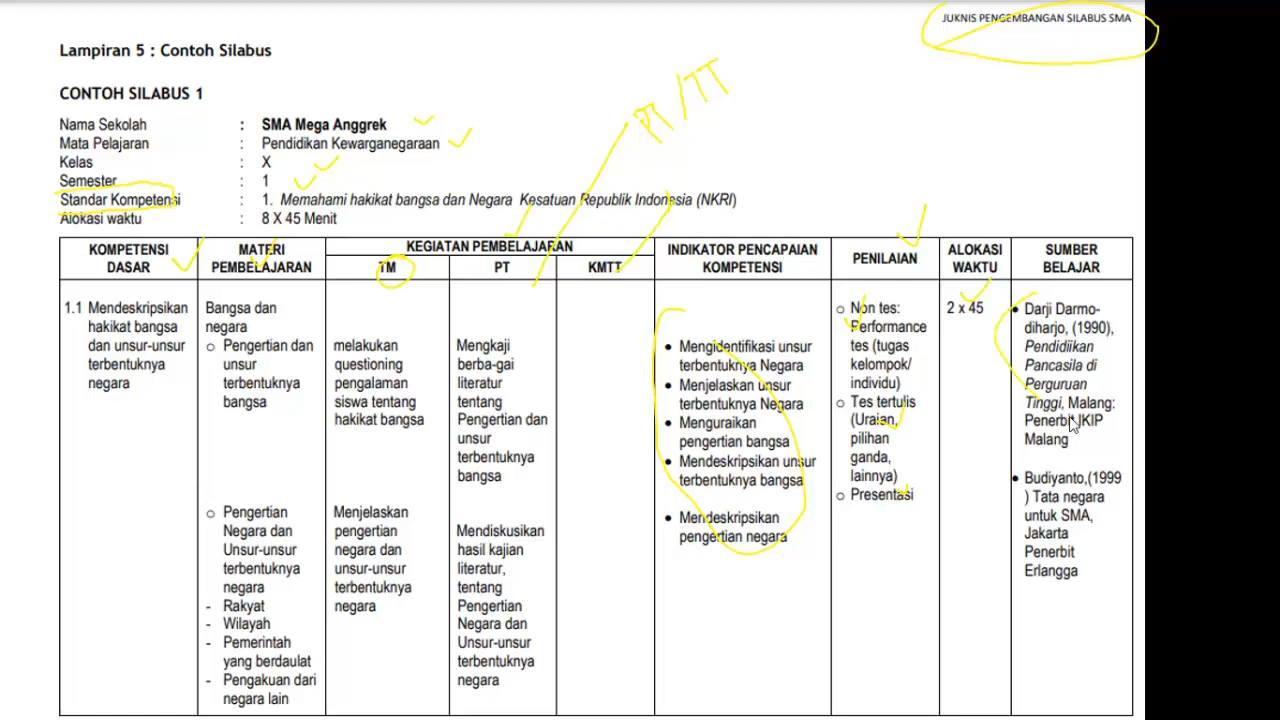 JUKNIS PENGEMBANGAN SILABUS SMA
Lampiran 5 : Contoh Silabus
CONTOH SILABUS 1
PT/TT
Nama Sekolah : SMA Mega Anggrek
Mata Pelajaran : Pendidikan Kewarganegaraan
Kelas : X
Semester : 1
Standar Kompetensi : 1. Memahami hakikat bangsa dan Negara Kesatuan Republik Indonesia (NKRI)
Alokasi waktu : 8 X 45 Menit
KOMPETENSI
DASAR
MATERI
PEMBELAJARAN
KEGIATAN PEMBELAJARAN
TM
PT
KMTT
INDIKATOR PENCAPAIAN
KOMPETENSI
PENILAIAN
ALOKASI
WAKTU
SUMBER
BELAJAR
1.1 Mendeskripsikan
hakikat bangsa
dan unsur-unsur
terbentuknya
negara
Bangsa dan
negara
o Pengertian dan
unsur
terbentuknya
bangsa
o Pengertian
Negara dan
Unsur-unsur
terbentuknya
negara
- Rakyat
- Wilayah
- Pemerintah
yang berdaulat
- Pengakuan dari
negara lain
melakukan
questioning
pengalaman
siswa tentang
hakikat bangsa
Menjelaskan
pengertian
negara dan
unsur-unsur
terbentuknya
negara
Mengkaji
berba-gai
literatur
tentang
Pengertian dan
unsur
terbentuknya
bangsa
Mendiskusikan
hasil kajian
literatur,
tentang
Pengertian
Negara dan
Unsur-unsur
terbentuknya
negara
• Mengidentifikasi unsur
terbentuknya Negara
• Menjelaskan unsur
terbentuknya Negara
• Menguraikan
pengertian bangsa
• Mendeskripsikan unsur
terbentuknya bangsa
• Mendeskripsikan
pengertian negara
o Non tes:
Performance
tes (tugas
kelompok/
individu)
o Tes tertulis
(Uraian,
pilihan
ganda,
lainnya)
o Presentasi
2 x 45
• Darji Darmo-
diharjo, (1990),
Pendidiikan
Pancasila di
Perguruan
Tinggi, Malang:
Penerbit IKIP
Malang
• Budiyanto,(1999
) Tata negara
untuk SMA,
Jakarta
Penerbit
Erlangga